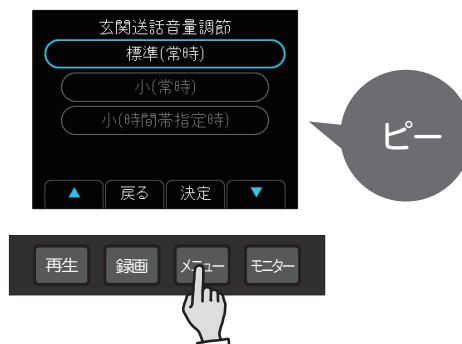 玄関送話音量調節
標準(常時)
小(常時)
小(時間帯指定時)
▲ 戻る 決定 ▼
ピー
再生 録画 メニュー モニター